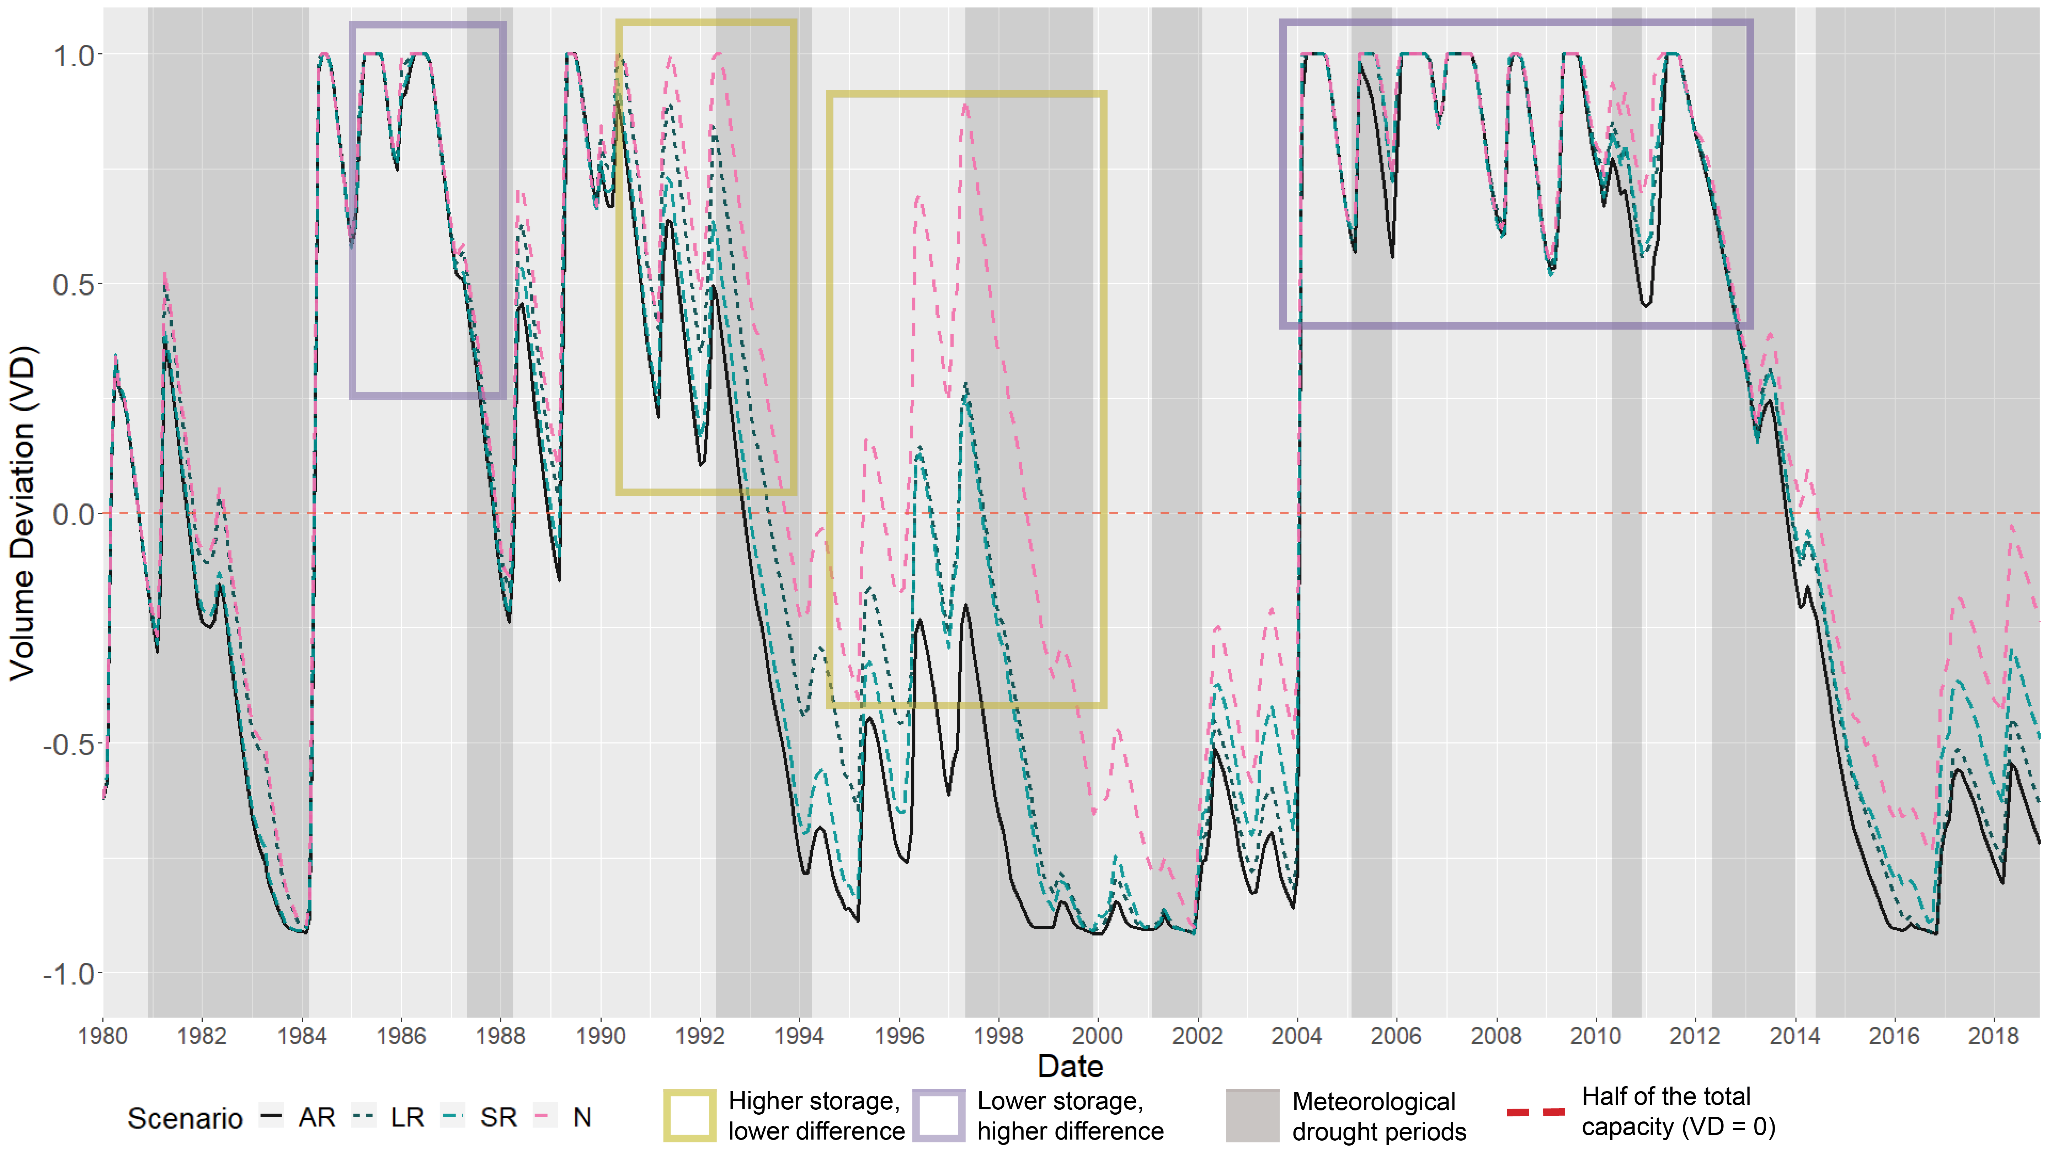 Volume Deviation (VD)
1.0
0.5
0.0
-0.5
-1.0
1980 1982 1984 1986 1988 1990 1992 1994 1996 1998 2000 2002 2004 2006 2008 2010 2012 2014 2016 2018
Date
Scenario AR LR SR N
Higher storage,
lower difference
Lower storage,
higher difference
Meteorological
drought periods
Half of the total
capacity (VD = 0)